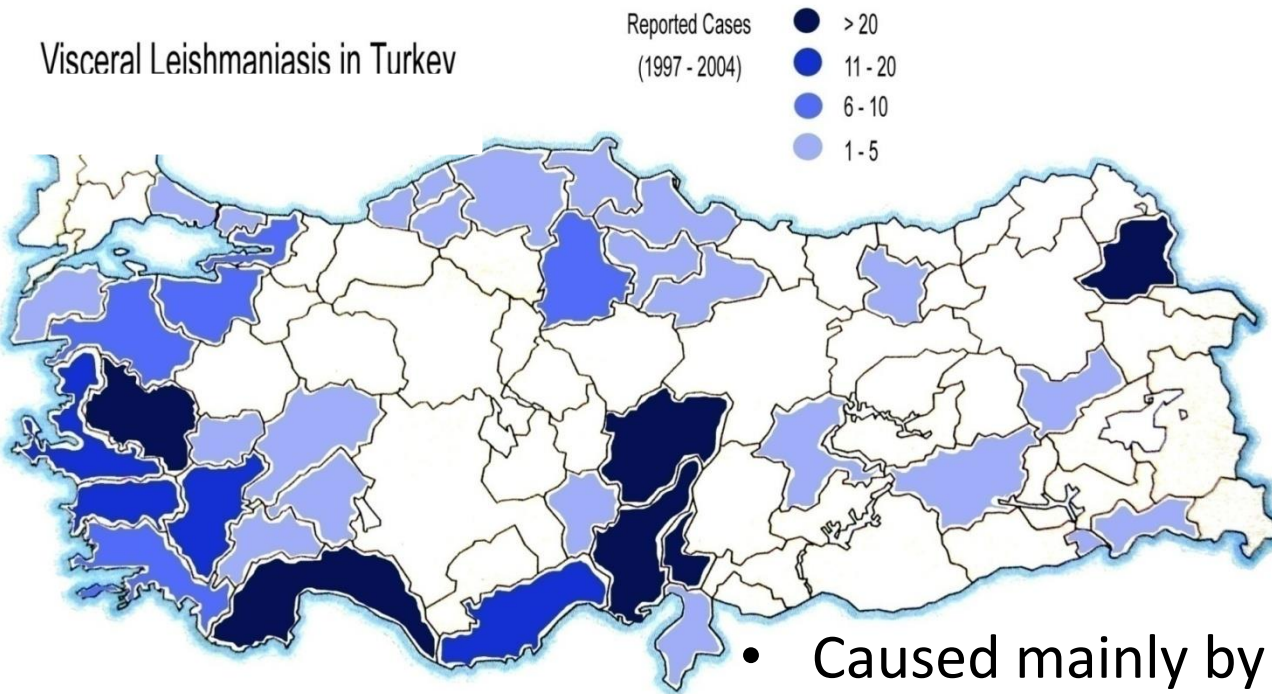 Visceral Leishmaniasis in Turkey
Reported Cases
(1997 - 2004)
> 20
11 - 20
6 - 10
1 - 5
• Caused mainly by